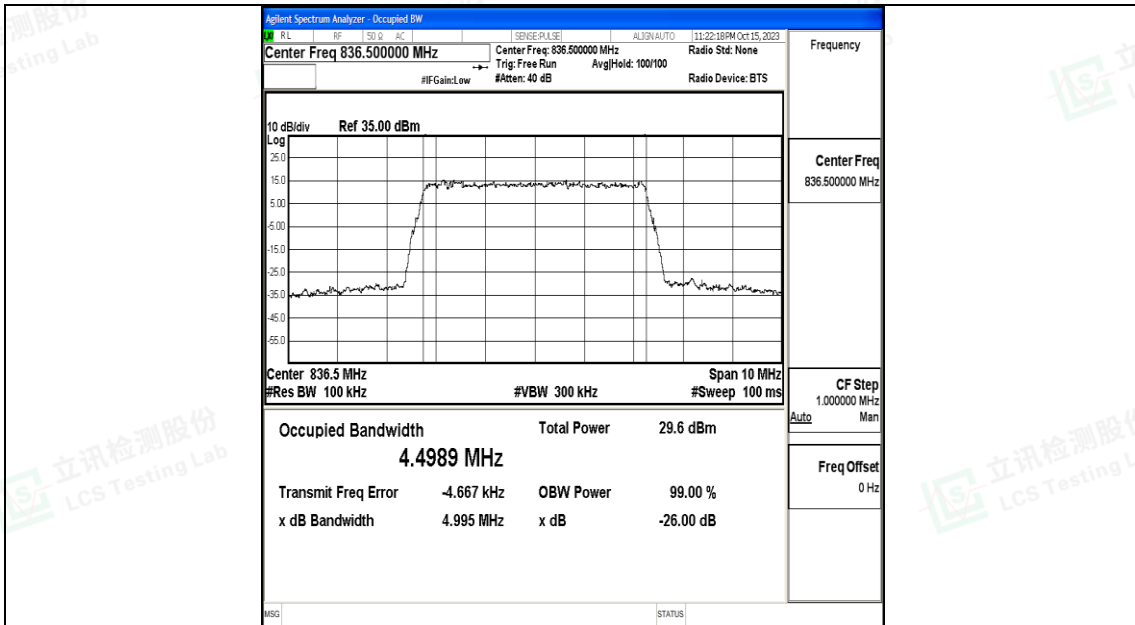 Agilent Spectrum Analyzer - Occupied BW
RL RF 50 Ω AC SENSE:PULSE ALIGN AUTO 11:22:18 PM Oct 15, 2023
Center Freq 836.500000 MHz
Center Freq: 836.500000 MHz
Radio Std: None
Trig: Free Run Avg|Hold: 100/100
#IFGain:Low
#Atten: 40 dB
Radio Device: BTS
10 dB/div Ref 35.00 dBm
Log
25.0
15.0
5.00
-5.00
-15.0
-25.0
-35.0
-45.0
-55.0
Center 836.5 MHz
Span 10 MHz
#Res BW 100 kHz
#VBW 300 kHz
#Sweep 100 ms
Occupied Bandwidth
Total Power 29.6 dBm
4.4989 MHz
Transmit Freq Error -4.667 kHz OBW Power 99.00 %
x dB Bandwidth 4.995 MHz x dB -26.00 dB
MSG
STATUS
Frequency
Center Freq
836.500000 MHz
CF Step
1.000000 MHz
Auto Man
Freq Offset
0 Hz
立讯检测股份
LCS Testing Lab